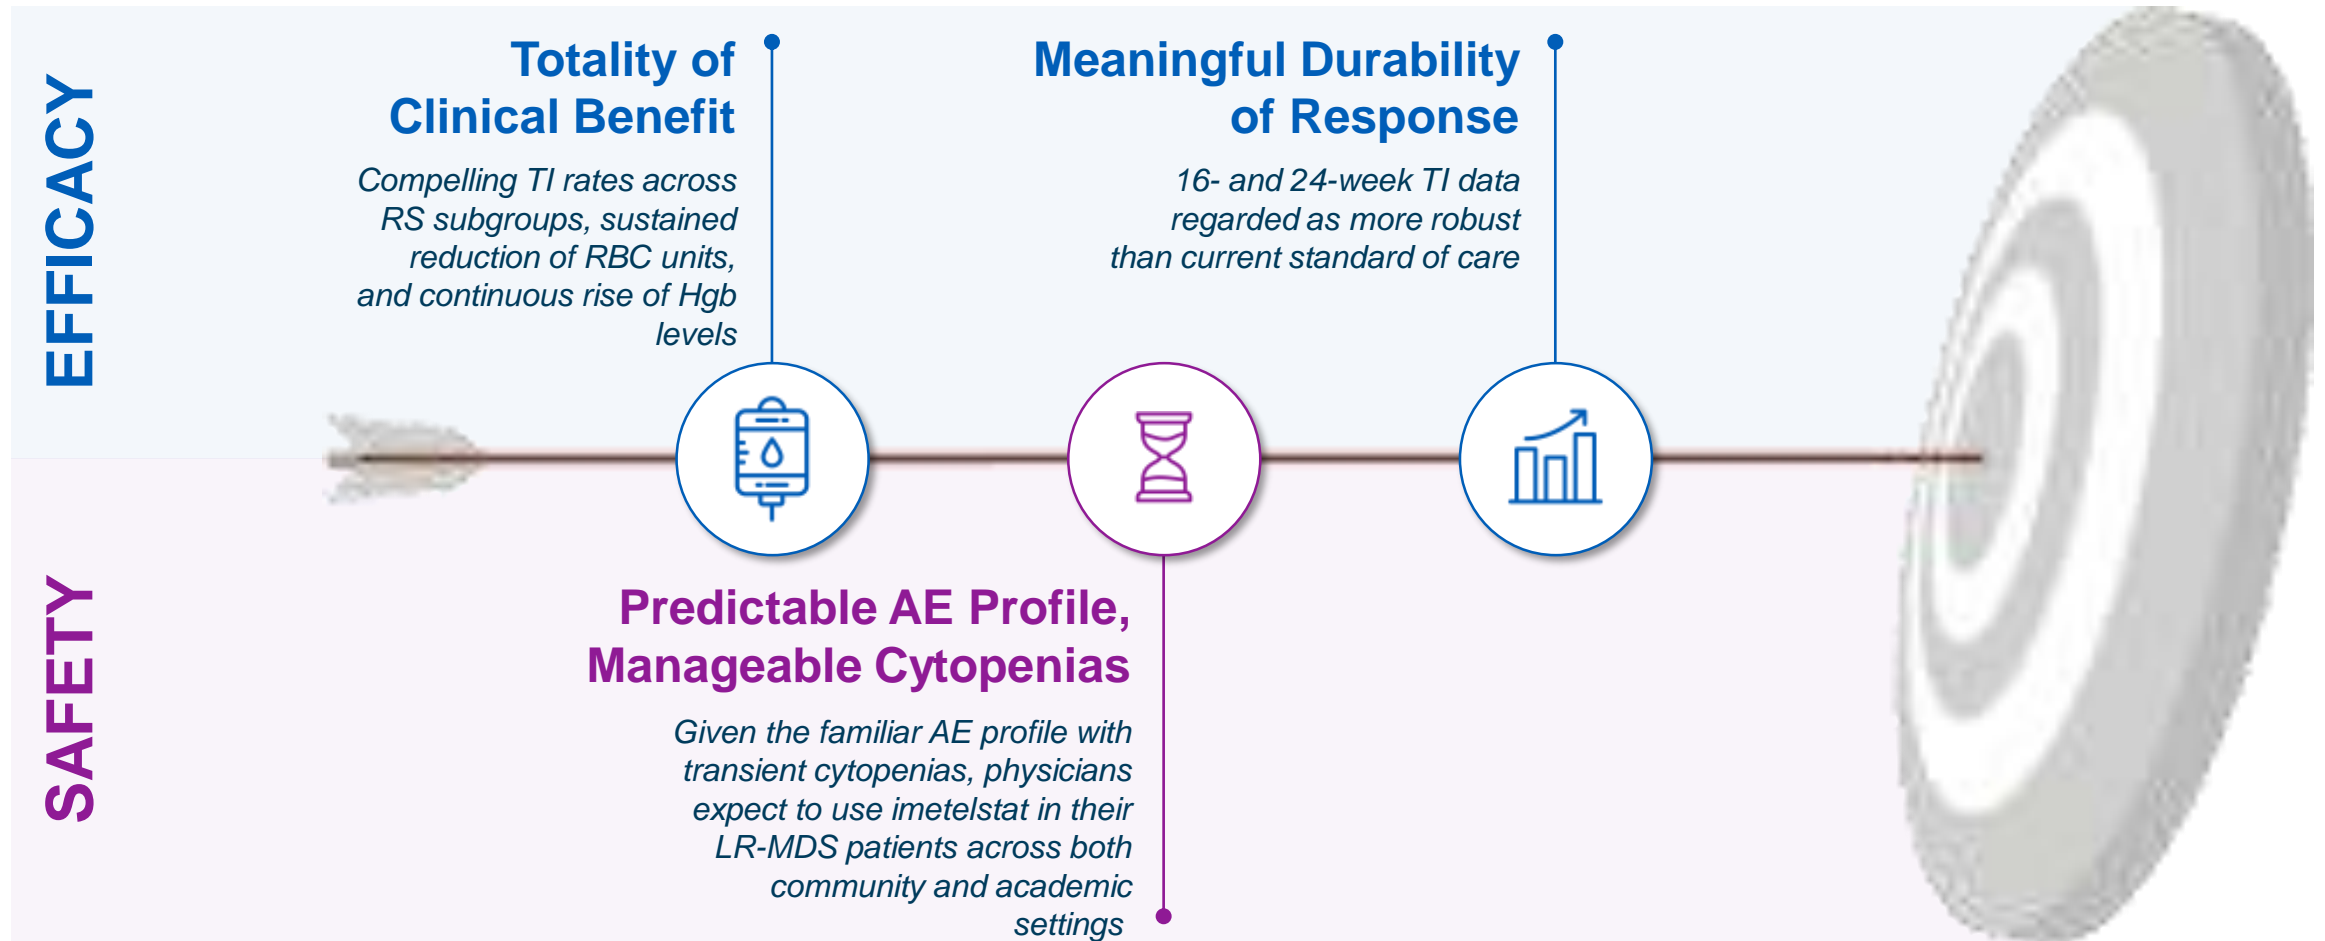 EFFICACY
Totality of
Clinical Benefit
Compelling TI rates across
RS subgroups, sustained
reduction of RBC units,
and continuous rise of Hgb
levels
Meaningful Durability
of Response
16- and 24-week TI data
regarded as more robust
than current standard of care
SAFETY
Predictable AE Profile,
Manageable Cytopenias
Given the familiar AE profile with
transient cytopenias, physicians
expect to use imetelstat in their
LR-MDS patients across both
community and academic
settings